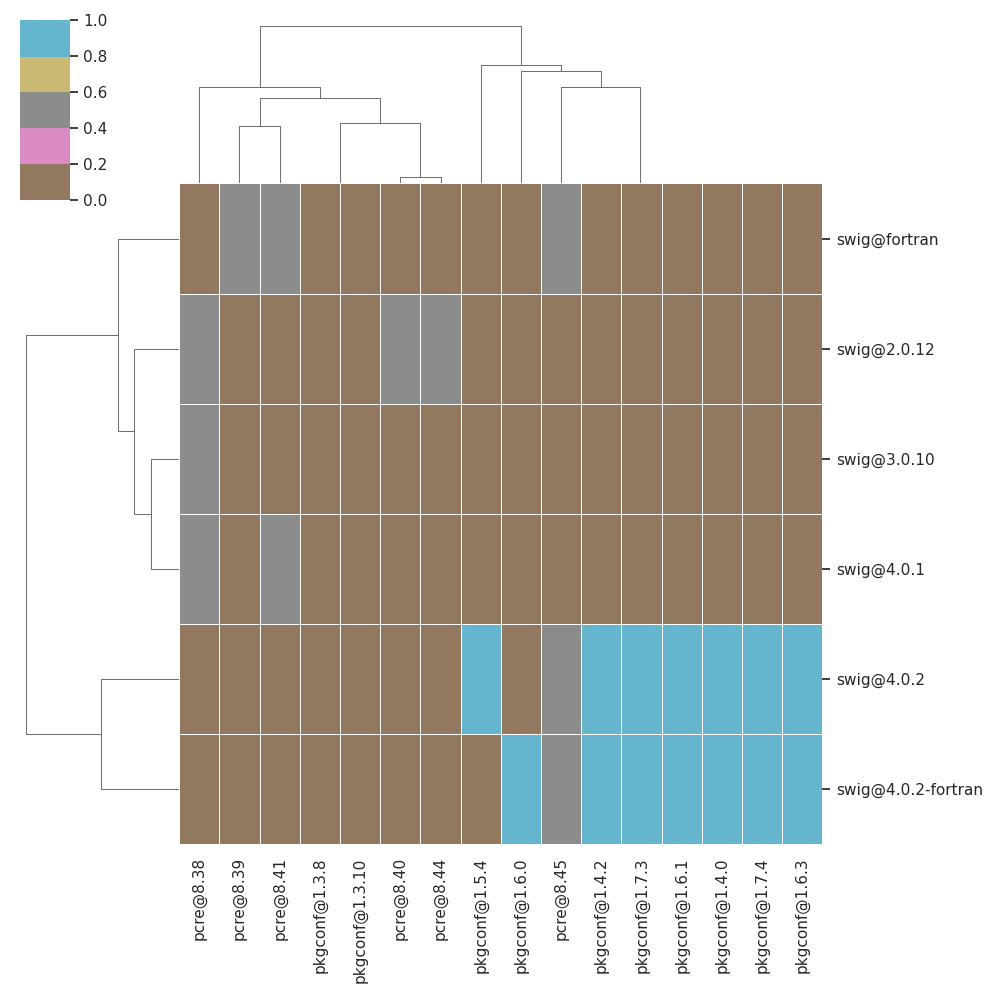 1.0
0.8
0.6
0.4
0.2
0.0
swig@fortran
swig@2.0.12
swig@3.0.10
swig@4.0.1
swig@4.0.2
swig@4.0.2-fortran
pcre@8.38
pcre@8.39
pcre@8.41
pkgconf@1.3.8
pkgconf@1.3.10
pcre@8.40
pcre@8.44
pkgconf@1.5.4
pkgconf@1.6.0
pcre@8.45
pkgconf@1.4.2
pkgconf@1.7.3
pkgconf@1.6.1
pkgconf@1.4.0
pkgconf@1.7.4
pkgconf@1.6.3